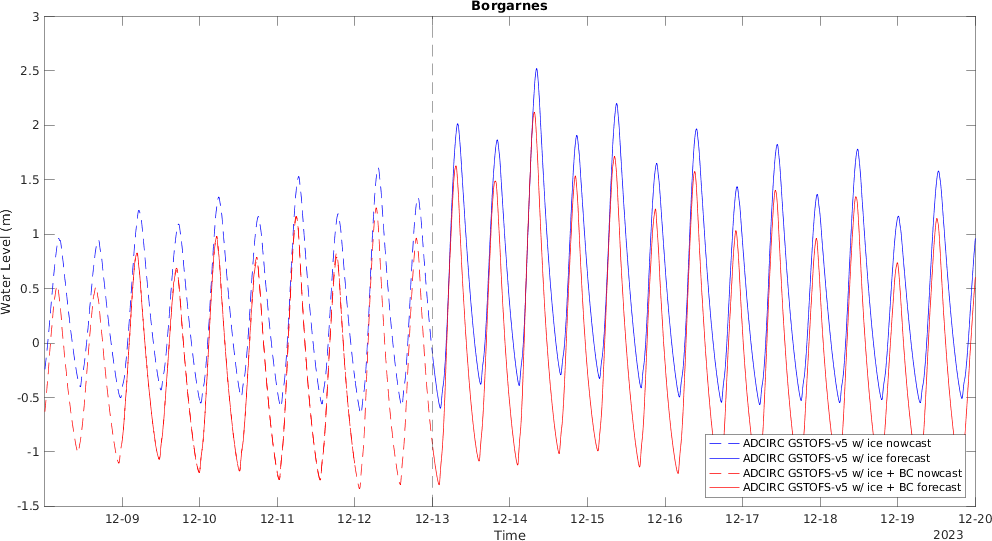 Borgarnes
Water Level (m)
3
2.5
2
1.5
1
0.5
0
-0.5
-1
-1.5
ADCIRC GSTOFS-v5 w/ ice nowcast
ADCIRC GSTOFS-v5 w/ ice forecast
ADCIRC GSTOFS-v5 w/ ice + BC nowcast
ADCIRC GSTOFS-v5 w/ ice + BC forecast
12-09 12-10 12-11 12-12 12-13 12-14 12-15 12-16 12-17 12-18 12-19 12-20
Time
2023